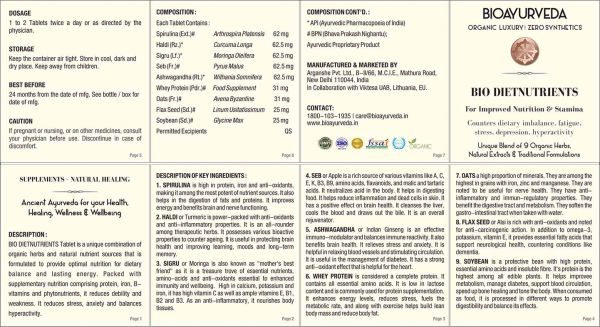 DOSAGE
1 to 2 Tablets twice a day or as directed by the
physician.
STORAGE
Keep the container air tight. Store in cool, dark and
dry place. Keep away from children.
BEST BEFORE
24 months from the date of mfg. See bottle / box for
date of mfg.
CAUTION
If pregnant or nursing, or on other medicines, consult
your physician before use. Discontinue in case of
discomfort.
Page 5
COMPOSITION :
Each Tablet Contains :
Spirulina (Ext.)# Arthrospira Platensis 62 mg
Haldi (Rz.)* Curcuma Longa 62.5 mg
Sigru (Lf.)* Moringa Oleifera 62.5 mg
Seb (Fr.)# Pyrus Malus 62.5 mg
Ashwagandha (Rt.)* Withania Somnifera 62.5 mg
Whey Protein (Pdr.)# Food Supplement 31 mg
Oats (Fr.)# Avena Byzantina 31 mg
Flax Seed (Sd.)# Linum Usitatissimum 25 mg
Soybean (Sd.)# Glycine Max 25 mg
Permitted Excipients QS
Page 6
COMPOSITION CONT'D. :
* API (Ayurvedic Pharmacopoeia of India)
# BPN (Bhava Prakash Nighantu);
Ayurvedic Proprietary Product
MANUFACTURED & MARKETED BY
Arganshe Pvt. Ltd., B-II/66, M.C.I.E., Mathura Road,
New Delhi 110044, India
In Collaboration with Viktesa UAB, Lithuania, EU.
CONTACT:
1800-103-1935 | care@bioayurveda.in
www.bioayurveda.in
fssai
ORGANIC
Page 7
BIOAYURVEDA
ORGANIC LUXURY: ZERO SYNTHETICS
BIO DIETNUTRIENTS
For Improved Nutrition & Stamina
Counters dietary imbalance, fatigue,
stress, depression, hyperactivity
Unique Blend of 9 Organic Herbs,
Natural Extracts & Traditional Formulations
SUPPLEMENTS - NATURAL HEALING
Ancient Ayurveda for your Health,
Healing, Wellness & Wellbeing
DESCRIPTION :
BIO DIETNUTRIENTS Tablet is a unique combination of
organic herbs and natural nutrient sources that is
formulated to provide optimal nutrition for dietary
balance and lasting energy. Packed with
supplementary nutrition comprising protein, iron, B-
vitamins and phytonutrients, it reduces debility and
weakness. It reduces stress, anxiety and balances
hyperactivity.
Page 1
DESCRIPTION OF KEY INGREDIENTS :
1. SPIRULINA is high in protein, iron and anti-oxidants,
making it among the most potent of nutrient sources. It also
helps in the digestion of fats and proteins. It improves
energy and benefits brain and nerve functioning.
2. HALDI or Turmeric is power-packed with anti-oxidants
and anti-inflammatory properties. It is an all-rounder
among therapeutic herbs. It possesses various bioactive
properties to counter ageing. It is useful in protecting brain
health and improving learning, moods and long-term
memory.
3. SIGRU or Moringa is also known as "mother's best
friend" as it is a treasure trove of essential nutrients,
amino-acids and anti-oxidants essential to enhanced
immunity and wellbeing. High in calcium, potassium and
iron, it has high vitamin C as well as ample vitamins E, B1,
B2 and B3. As an anti-inflammatory, it nourishes body
tissues.
Page 2
4. SEB or Apple is a rich source of various vitamins like A, C,
E, K, B3, B9, amino acids, flavanoids, and malic and tartaric
acids. It neutralizes acid in the body. It helps in digesting
food. It helps reduce inflammation and dead cells in skin. It
has a positive effect on brain health. It cleanses the liver,
cools the blood and draws out the bile. It is an overall
rejuvenator.
5. ASHWAGANDHA or Indian Ginseng is an effective
immune-modulator and balances immune reactivity. It also
benefits brain health. It relieves stress and anxiety. It is
helpful in relaxing blood vessels and stimulating circulation.
It is useful in the management of diabetes. It has a strong
anti-oxidant effect that is helpful for the heart.
6. WHEY PROTEIN is considered a complete protein. It
contains all essential amino acids. It is low in lactose
content and is commonly used for protein supplementation.
It enhances energy levels, reduces stress, fuels the
metabolic rate, and along with exercise helps build lean
body mass and reduce body fat.
Page 3
7. OATS a high proportion of minerals. They are among the
highest in grains with iron, zinc and manganese. They are
noted to be useful for nerve health. They have anti-
inflammatory and immune-regulatory properties. They
benefit the digestive tract and metabolism. They soften the
gastro-intestinal tract when taken with water.
8. FLAX SEED or Alsi is rich with anti-oxidants and noted
for anti-carcinogenic action. In addition to omega-3,
potassium, vitamin E, it provides essential fatty acids that
support neurological health, countering conditions like
dementia.
9. SOYBEAN is a protective bean with high protein,
essential amino acids and insoluble fibre. It's protein is the
highest among all edible plants. It helps improve
metabolism, manage diabetes, support blood circulation,
speed up bone healing and tone the body. When consumed
as food, it is processed in different ways to promote
digestibility and balance its effects.
Page 4